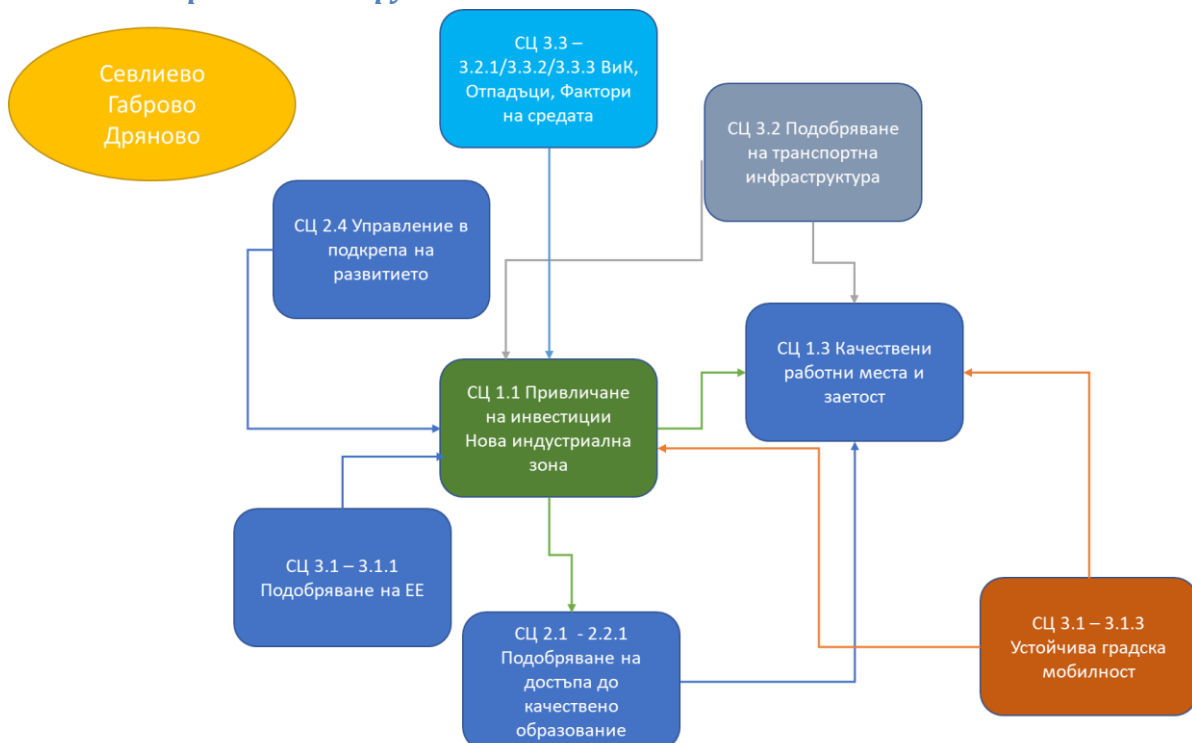 Севлиево
Габрово
Дряново
СЦ 3.3 –
3.2.1/3.3.2/3.3.3 ВиК,
Отпадъци, Фактори
на средата
СЦ 3.2 Подобряване
на транспортна
инфраструктура
СЦ 2.4 Управление в
подкрепа на
развитието
СЦ 1.3 Качествени
работни места и
заетост
СЦ 1.1 Привличане
на инвестиции
Нова индустриална
зона
СЦ 3.1 – 3.1.1
Подобряване на ЕЕ
СЦ 2.1 - 2.2.1
Подобряване на
достъпа до
качествено
образование
СЦ 3.1 – 3.1.3
Устойчива градска
мобилност